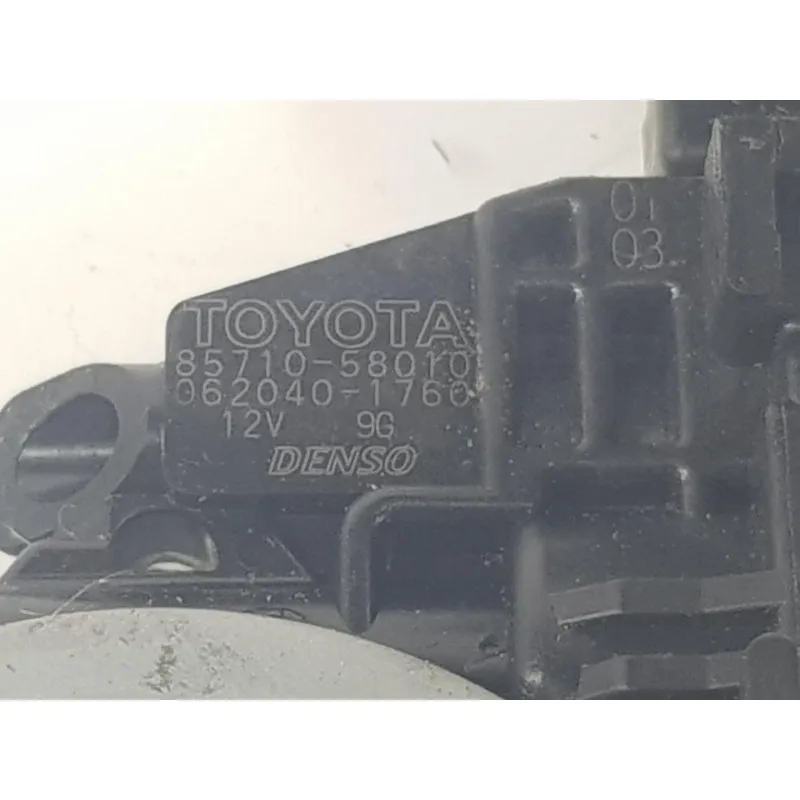 01
03
TOYOTA
85710-58010
062040-1760
12V 9G
DENSO